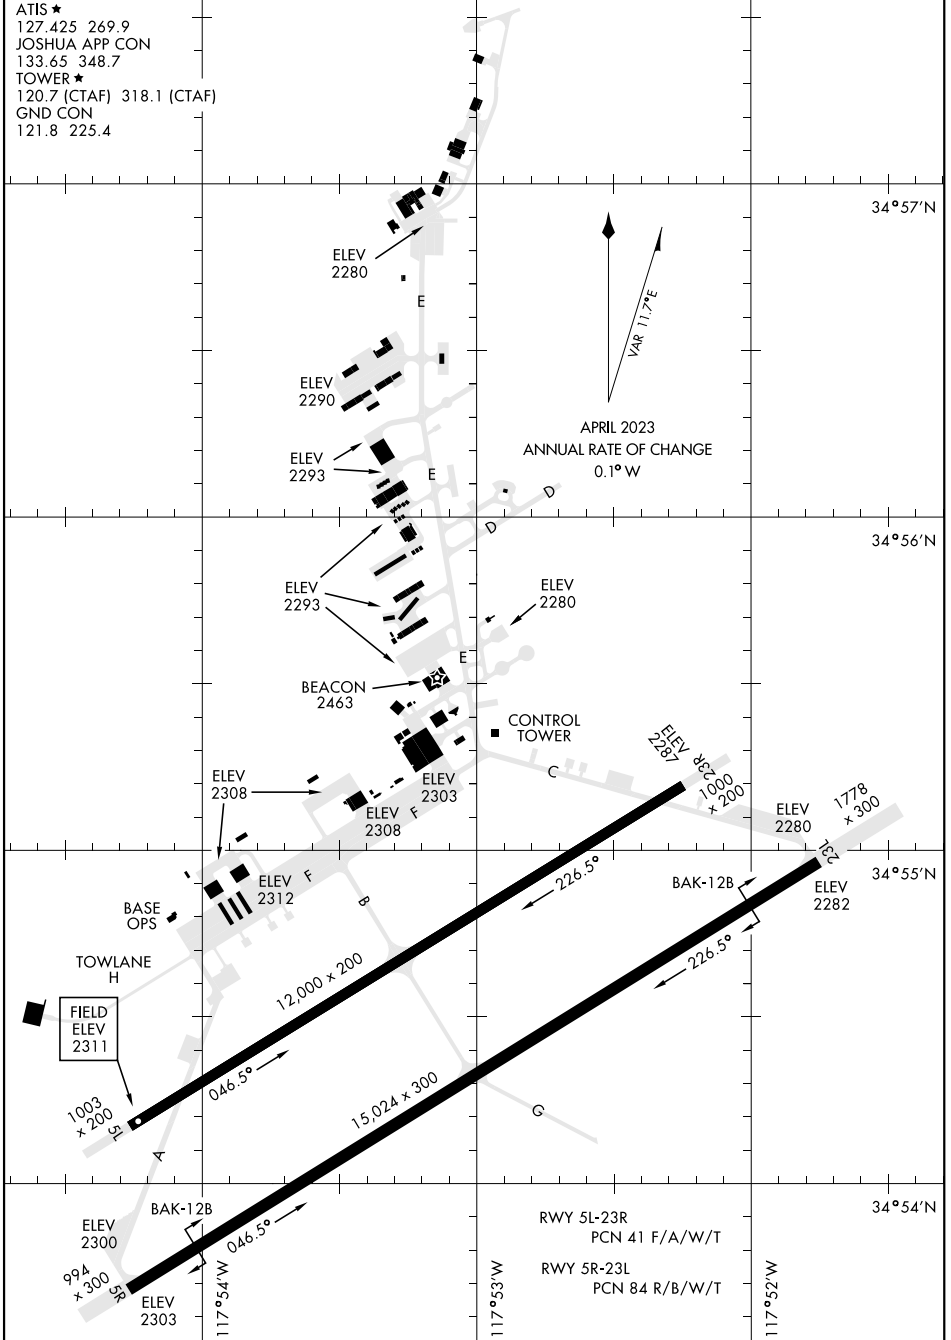 ATIS ★
127.425 269.9
JOSHUA APP CON
133.65 348.7
TOWER ★
120.7 (CTAF) 318.1 (CTAF)
GND CON
121.8 225.4
34°57'N
ELEV
2280
E
VAR 11.7°E
ELEV
2290
APRIL 2023
ANNUAL RATE OF CHANGE
0.1° W
ELEV
2293
E
D
D
34°56'N
ELEV
2293
ELEV
2280
E
BEACON
2463
CONTROL
TOWER
ELEV
2287
23R
1000
x 200
C
ELEV
2308
ELEV
2303
ELEV
2308
F
ELEV
2280
1778
x 300
23L
34°55'N
F
ELEV
2312
B
226.5°
BAK-12B
ELEV
2282
BASE
OPS
226.5°
TOWLANE
H
12,000 x 200
FIELD
ELEV
2311
046.5°
15,024 x 300
1003
x 200
5L
G
A
34°54'N
BAK-12B
ELEV
2300
046.5°
RWY 5L-23R
PCN 41 F/A/W/T
RWY 5R-23L
PCN 84 R/B/W/T
994
x 300
5R
ELEV
2303
117°54'W
117°53'W
117°52'W